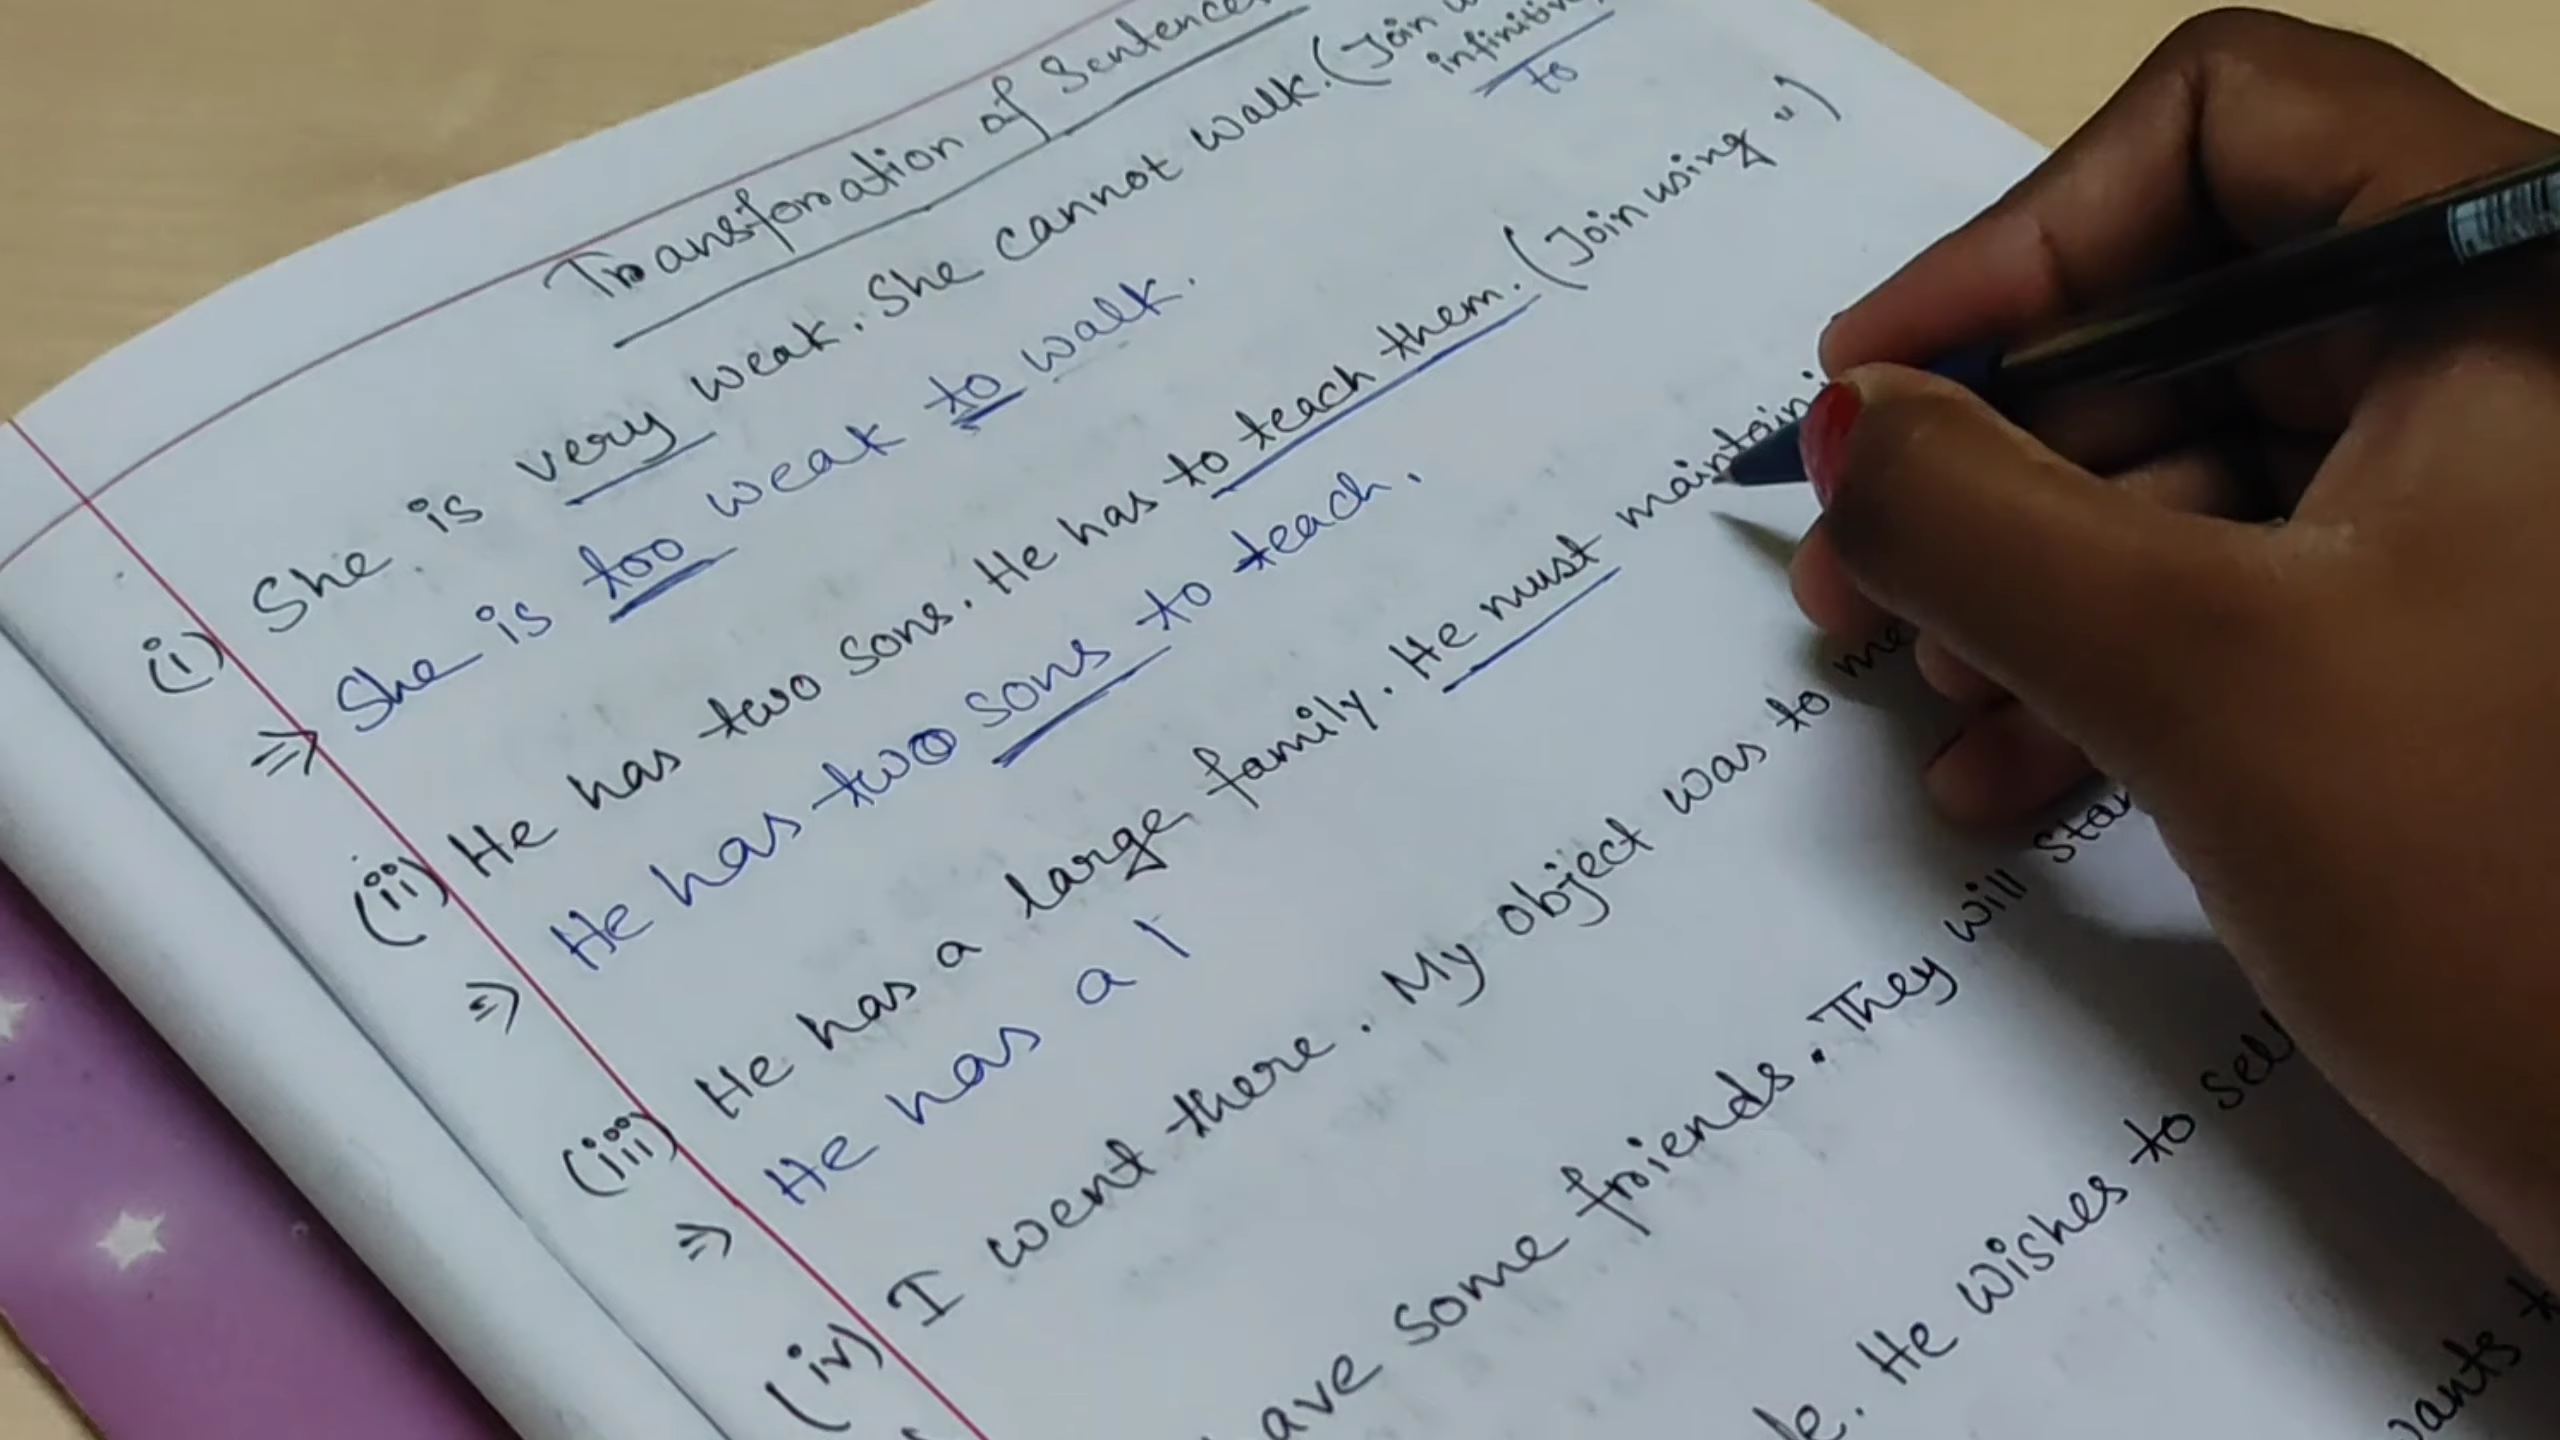 Transforation of Sentences
(i) She is very weak. She cannot walk. (Join
infinitive
to
⇒ She is too weak to walk.
(ii) He has two sons. He has to teach them. (Join using ")
⇒ He has two sons to teach.
(iii) He has a large family. He must maintain
⇒ He has a l
(iv) I went there. My object was to
some friends. They will
He wishes to sell
wants